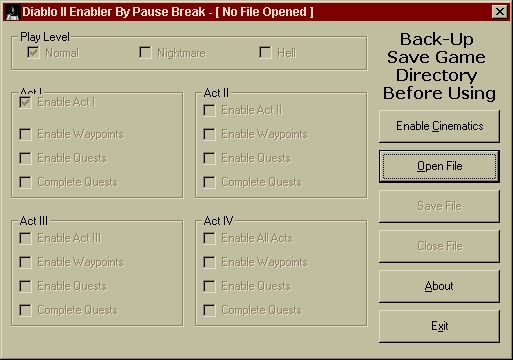 Diablo II Enabler By Pause Break - [ No File Opened ]
Play Level
Normal
Nightmare
Hell
Back-Up
Save Game
Directory
Before Using
Act I
Enable Act I
Enable Waypoints
Enable Quests
Complete Quests
Act II
Enable Act II
Enable Waypoints
Enable Quests
Complete Quests
Enable Cinematics
Open File
Save File
Close File
About
Exit
Act III
Enable Act III
Enable Waypoints
Enable Quests
Complete Quests
Act IV
Enable All Acts
Enable Waypoints
Enable Quests
Complete Quests